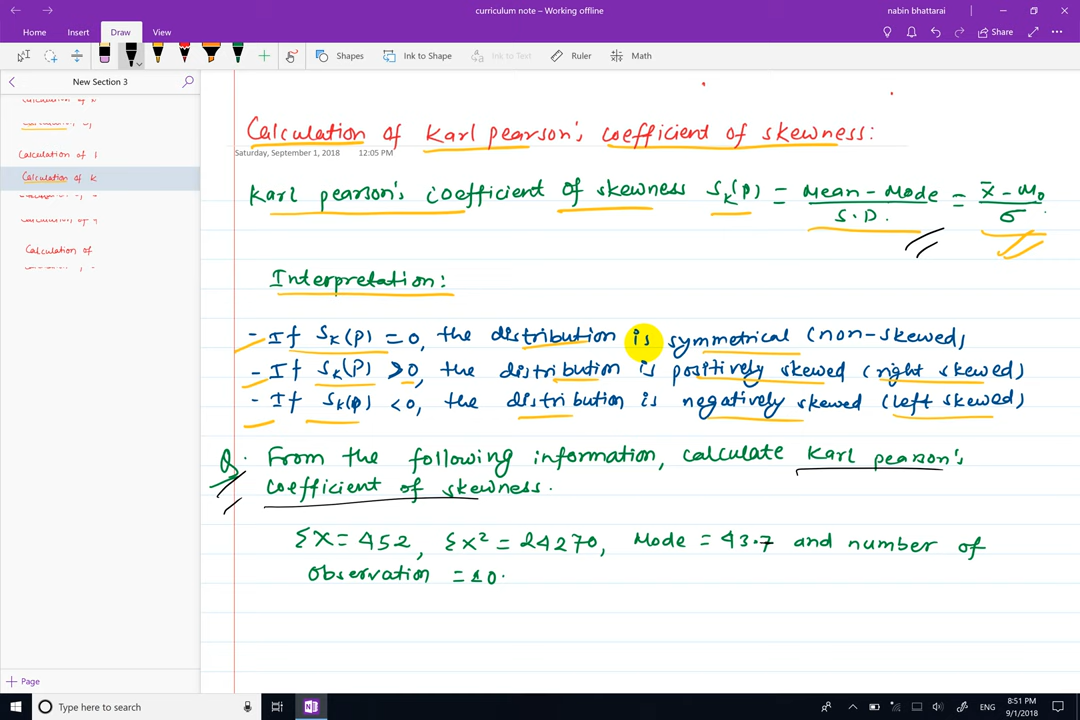 curriculum note – Working offline
nabin bhattarai
Home Insert Draw View
Share
Shapes Ink to Shape Ink to Text Ruler Math
New Section 3
Calculation of
Calculation of 1
Calculation of K
Calculation of
Calculation of Karl pearson's coefficient of skewness:
Saturday, September 1, 2018 12:05 PM
Karl pearson's coefficient of skewness Sk(P) = Mean - Mode / S.D. = x̄ - Mo / σ
Interpretation:
- If Sk(P) = 0, the distribution is symmetrical (non-skewed)
- If Sk(P) > 0, the distribution is positively skewed (right skewed)
- If Sk(P) < 0, the distribution is negatively skewed (left skewed)
Q. From the following information, calculate Karl pearson's
coefficient of skewness.
ΣX = 452, ΣX² = 24270, Mode = 43.7 and number of
observation = 10.
+ Page
Type here to search
ENG
8:51 PM
9/1/2018